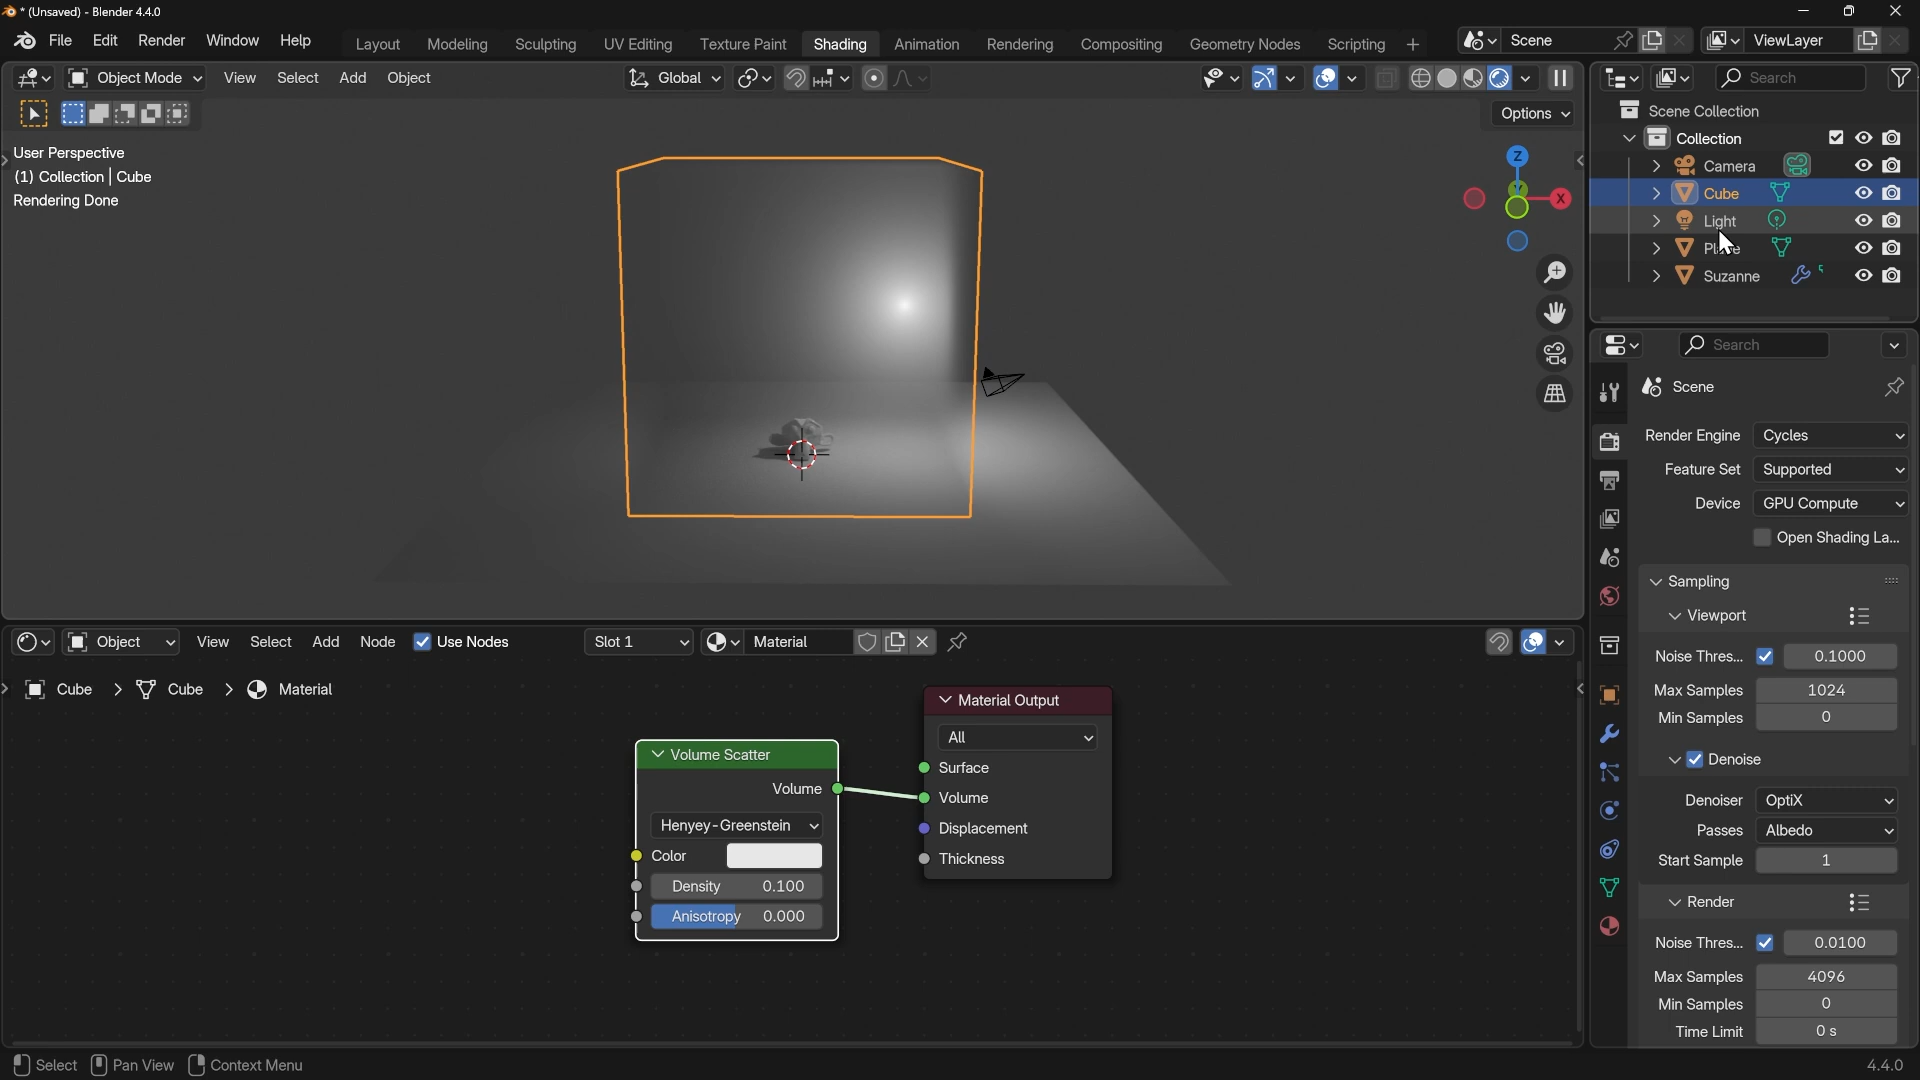 * (Unsaved) - Blender 4.4.0
File Edit Render Window Help
Layout Modeling Sculpting UV Editing Texture Paint Shading Animation Rendering Compositing Geometry Nodes Scripting +
Scene
ViewLayer
Object Mode View Select Add Object
Global
Options
User Perspective
(1) Collection | Cube
Rendering Done
Z
X
Search
Scene Collection
Collection
Camera
Cube
Light
Suzanne
Search
Scene
Render Engine Cycles
Feature Set Supported
Device GPU Compute
Open Shading La...
Sampling
Viewport
Noise Thres... 0.1000
Max Samples 1024
Min Samples 0
Denoise
Denoiser OptiX
Passes Albedo
Start Sample 1
Render
Noise Thres... 0.0100
Max Samples 4096
Min Samples 0
Time Limit 0 s
Object View Select Add Node Use Nodes Slot 1 Material
Cube > Cube > Material
Volume Scatter
Volume
Henyey-Greenstein
Color
Density 0.100
Anisotropy 0.000
Material Output
All
Surface
Volume
Displacement
Thickness
Select Pan View Context Menu
4.4.0